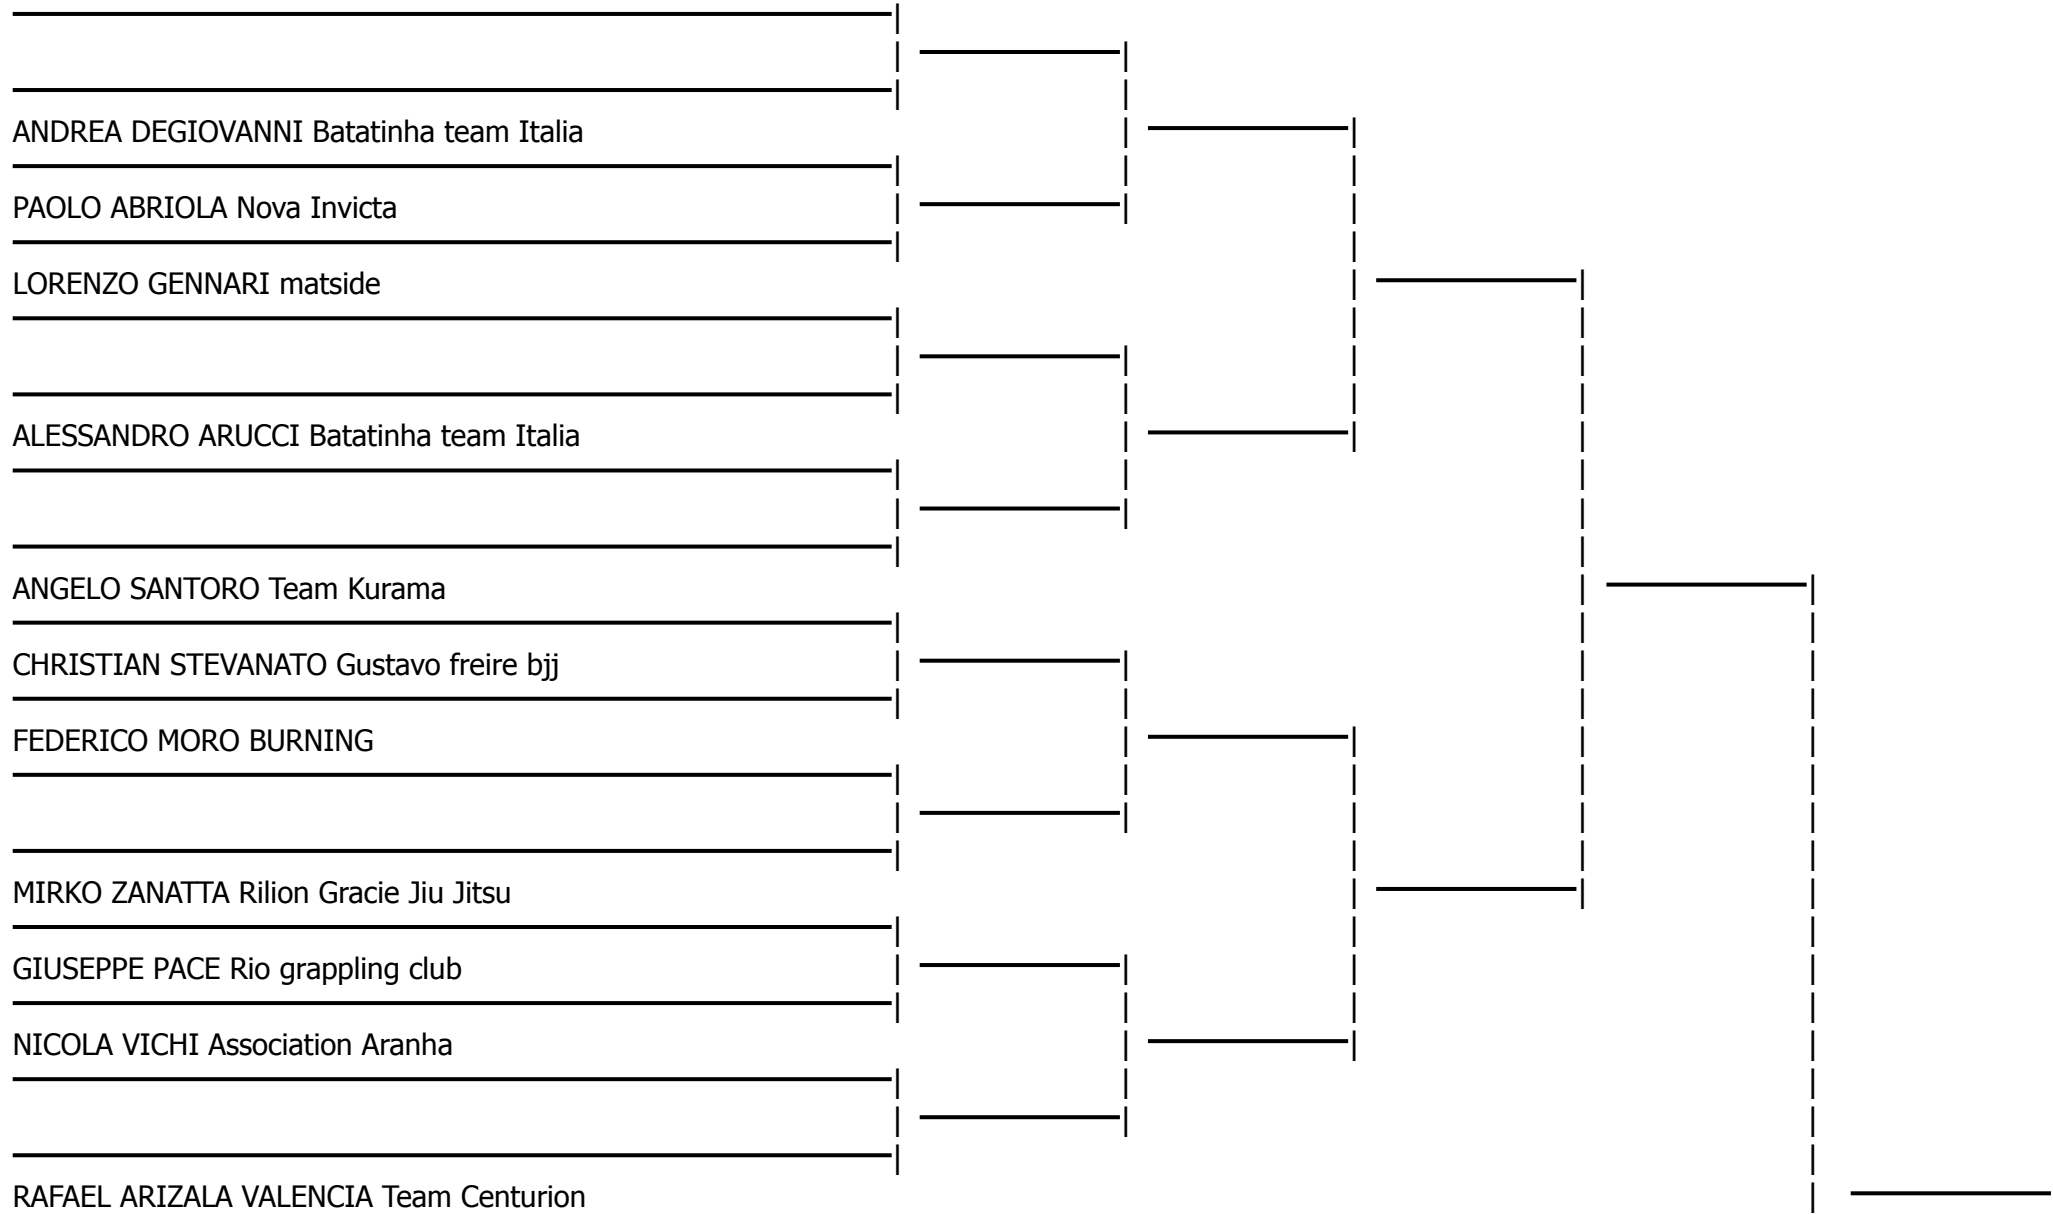 ANDREA DEGIOVANNI Batatinha team Italia
PAOLO ABRIOLA Nova Invicta
LORENZO GENNARI matside
ALESSANDRO ARUCCI Batatinha team Italia
ANGELO SANTORO Team Kurama
CHRISTIAN STEVANATO Gustavo freire bjj
FEDERICO MORO BURNING
MIRKO ZANATTA Rilion Gracie Jiu Jitsu
GIUSEPPE PACE Rio grappling club
NICOLA VICHI Association Aranha
RAFAEL ARIZALA VALENCIA Team Centurion